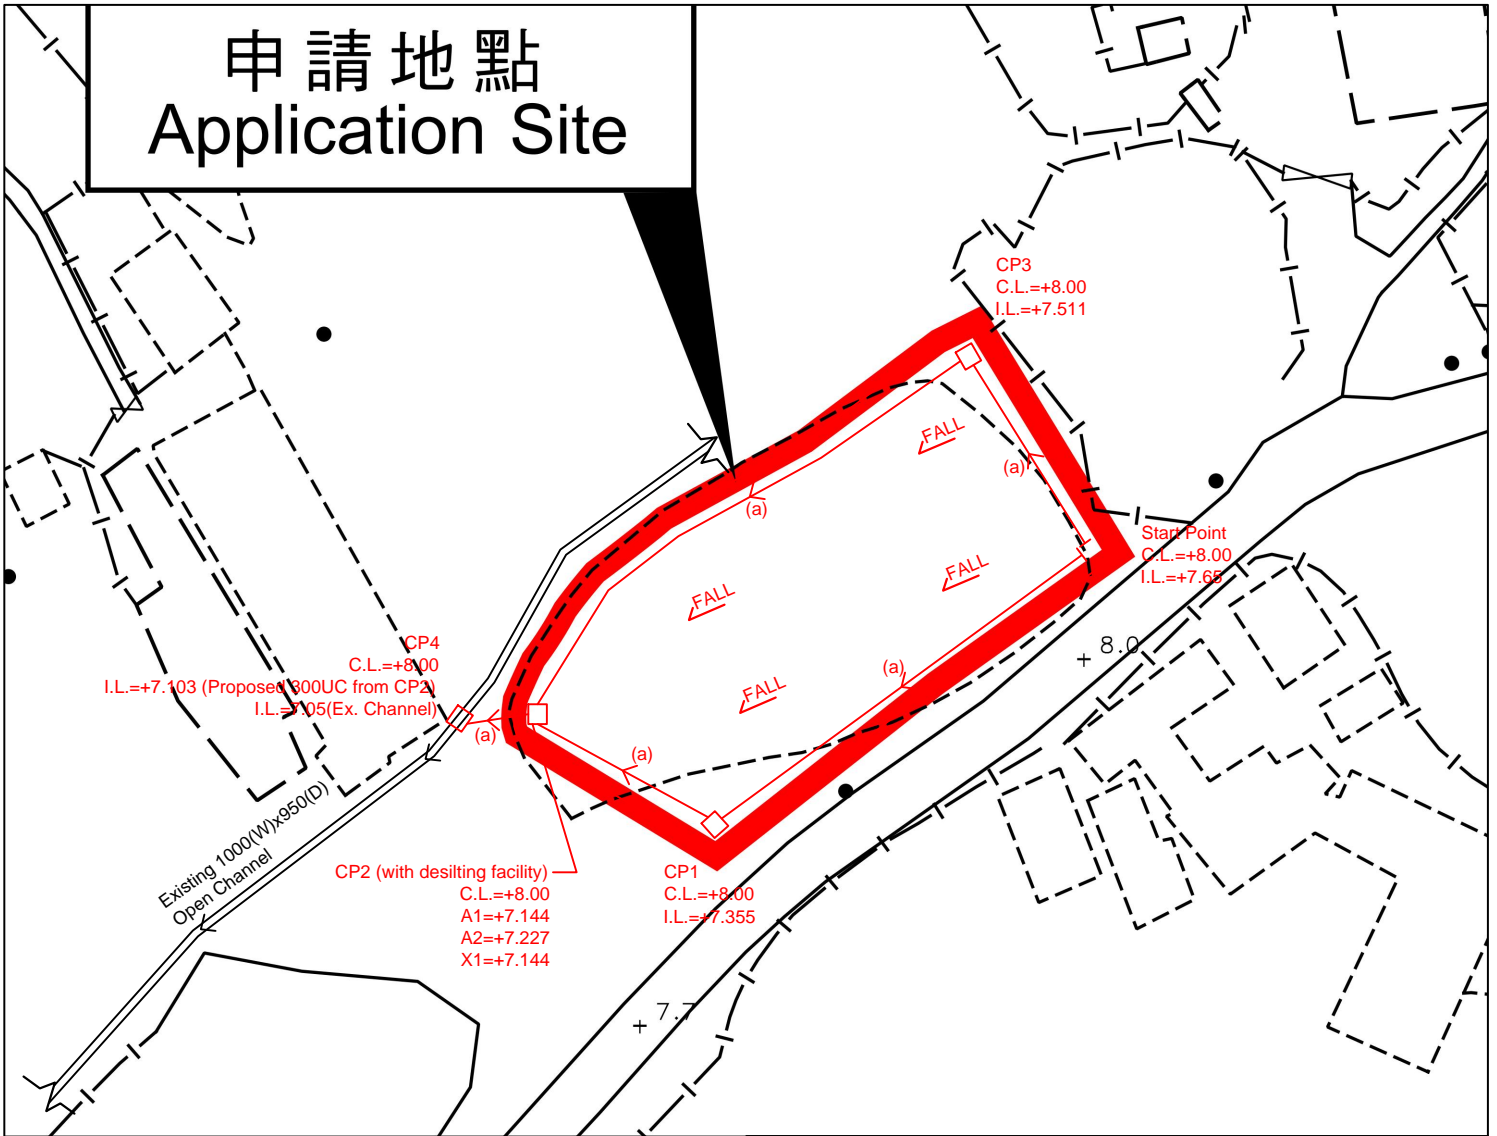 申請地點
Application Site
CP3
C.L.=+8.00
I.L.=+7.511
FALL
(a)
(a)
Start Point
C.L.=+8.00
I.L.=+7.65
FALL
FALL
+ 8.0
CP4
C.L.=+8.00
I.L.=+7.103 (Proposed 300UC from CP2)
I.L.=7.05(Ex. Channel)
(a)
(a)
FALL
(a)
Existing 1000(W)x950(D)
Open Channel
CP2 (with desilting facility)
C.L.=+8.00
A1=+7.144
A2=+7.227
X1=+7.144
CP1
C.L.=+8.00
I.L.=+7.355
+ 7.7